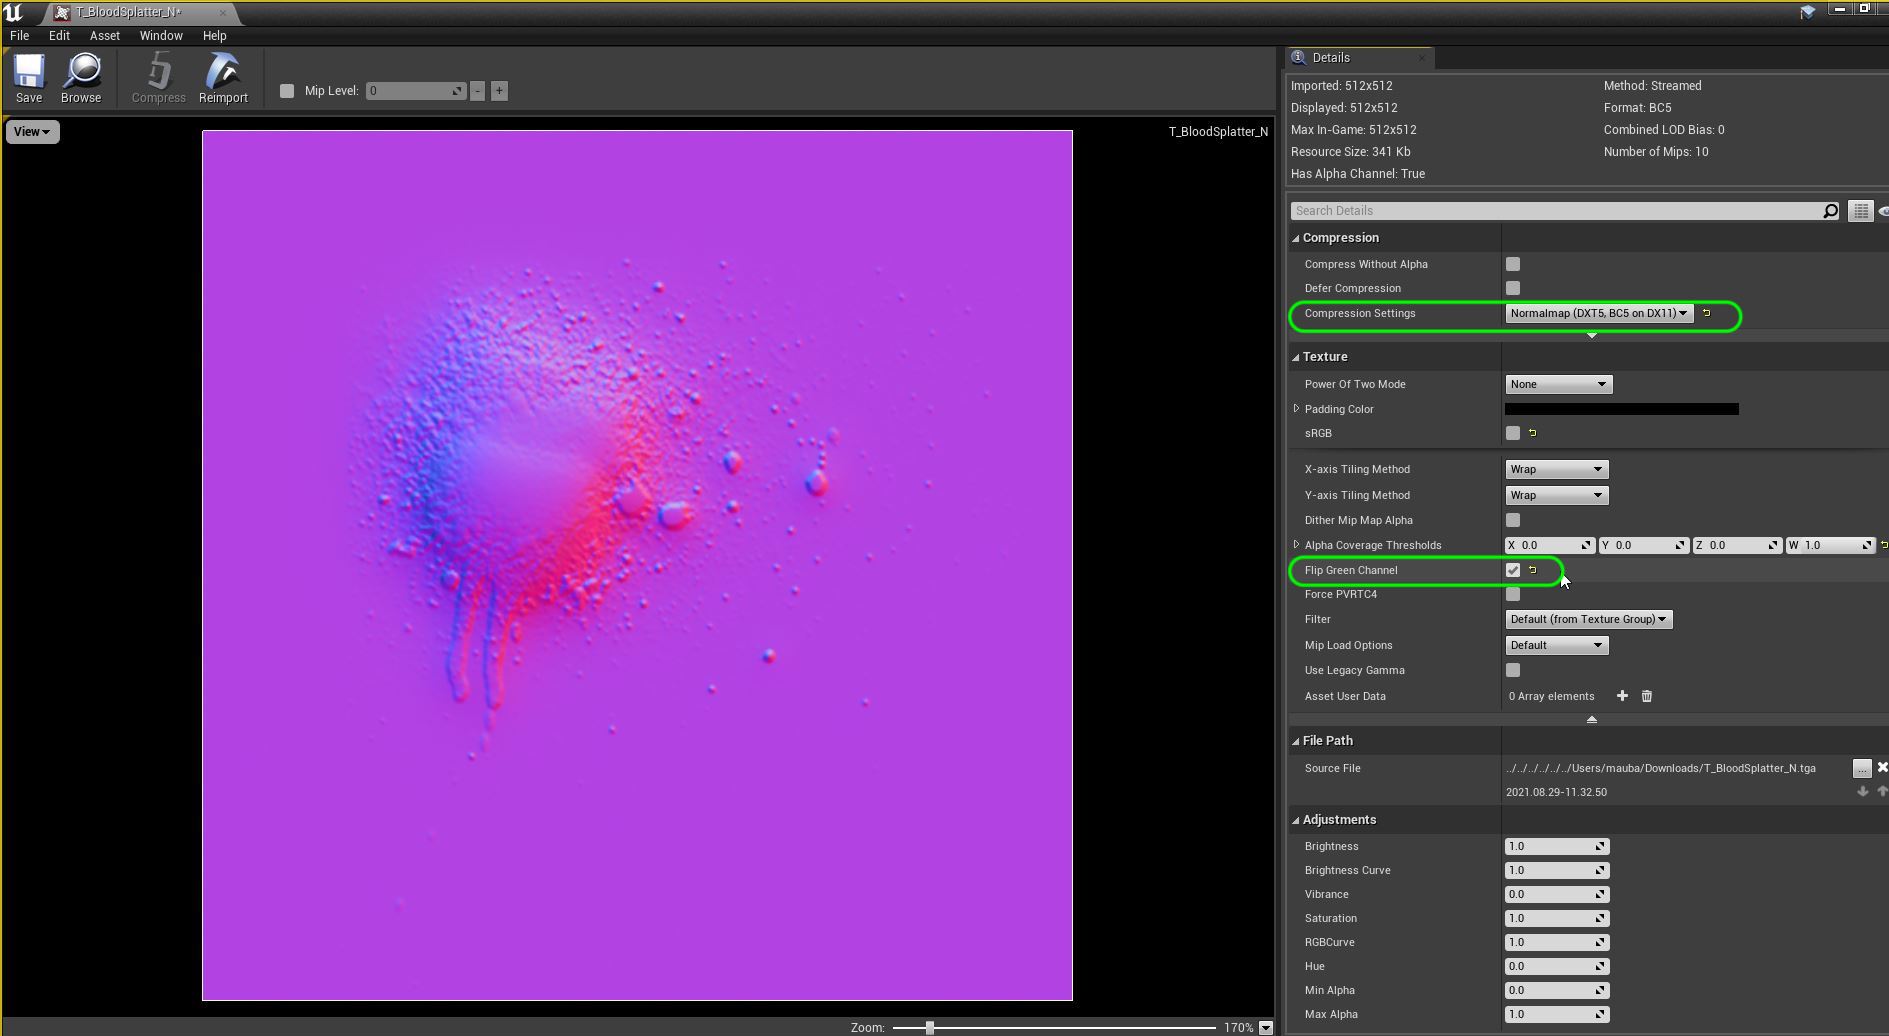 T_BloodSplatter_N*
File Edit Asset Window Help
Save Browse Compress Reimport Mip Level: 0 - +
View
T_BloodSplatter_N
Zoom: 170%
Details
Imported: 512x512 Method: Streamed
Displayed: 512x512 Format: BC5
Max In-Game: 512x512 Combined LOD Bias: 0
Resource Size: 341 Kb Number of Mips: 10
Has Alpha Channel: True
Search Details
Compression
Compress Without Alpha
Defer Compression
Compression Settings Normalmap (DXT5, BC5 on DX11)
Texture
Power Of Two Mode None
Padding Color
sRGB
X-axis Tiling Method Wrap
Y-axis Tiling Method Wrap
Dither Mip Map Alpha
Alpha Coverage Thresholds X 0.0 Y 0.0 Z 0.0 W 1.0
Flip Green Channel
Force PVRTC4
Filter Default (from Texture Group)
Mip Load Options Default
Use Legacy Gamma
Asset User Data 0 Array elements
File Path
Source File ../../../../../../Users/mauba/Downloads/T_BloodSplatter_N.tga ...
2021.08.29-11.32.50
Adjustments
Brightness 1.0
Brightness Curve 1.0
Vibrance 0.0
Saturation 1.0
RGBCurve 1.0
Hue 0.0
Min Alpha 0.0
Max Alpha 1.0